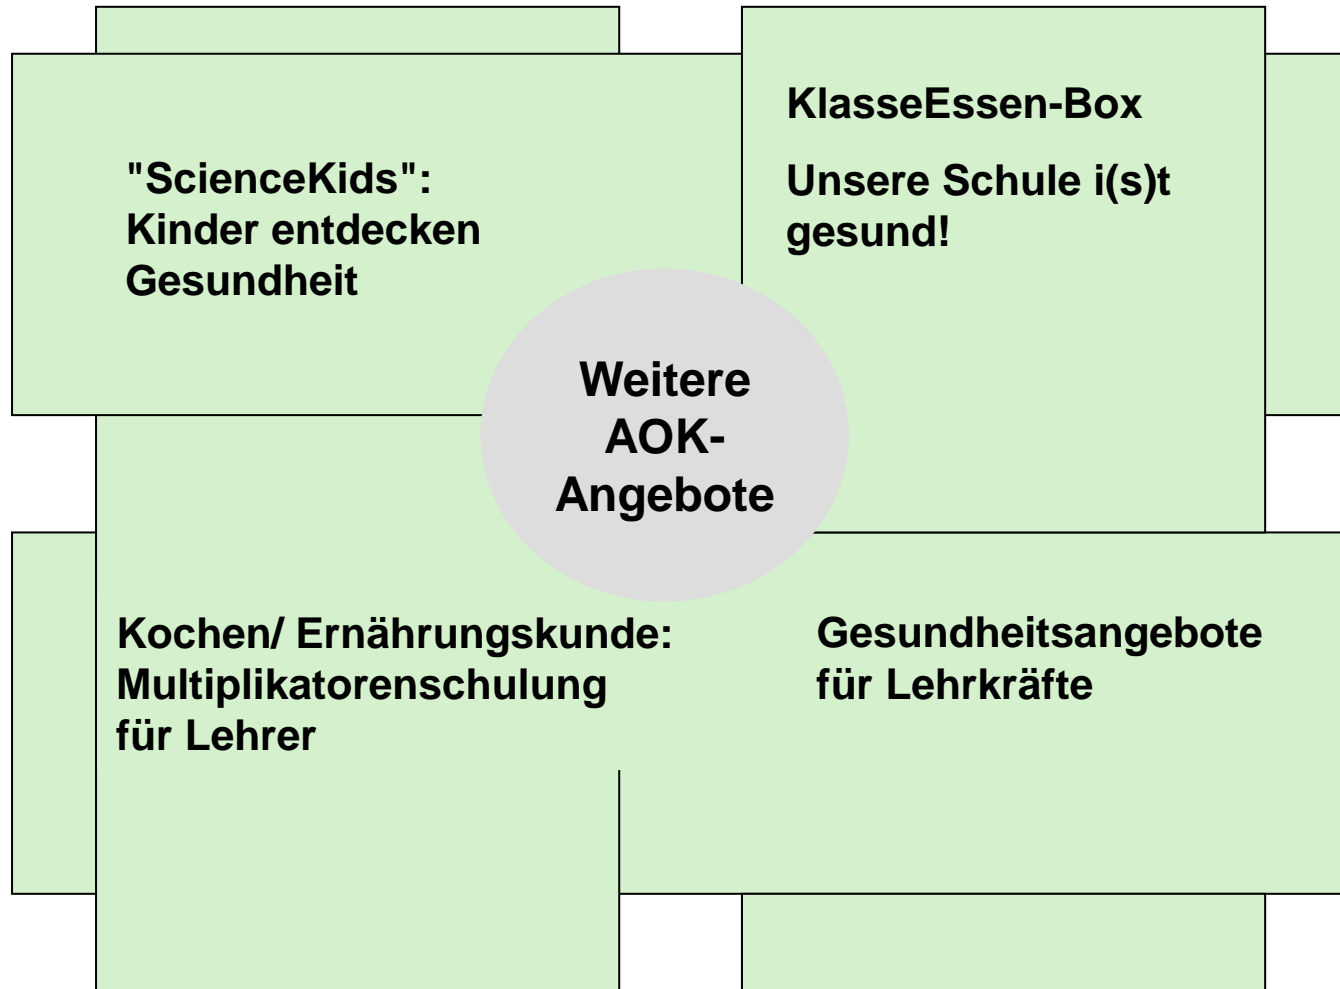 "ScienceKids":
Kinder entdecken
Gesundheit
KlasseEssen-Box
Unsere Schule i(s)t
gesund!
Weitere
AOK-
Angebote
Kochen/ Ernährungskunde:
Multiplikatorenschulung
für Lehrer
Gesundheitsangebote
für Lehrkräfte